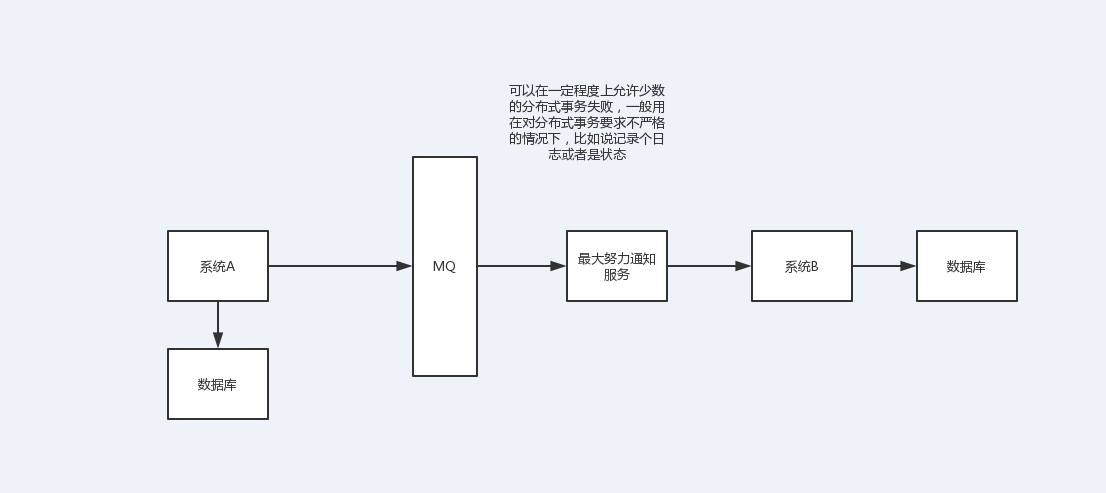 可以在一定程度上允许少数
的分布式事务失败，一般用
在对分布式事务要求不严格
的情况下，比如说记录个日
志或者是状态
系统A
MQ
最大努力通知
服务
系统B
数据库
数据库